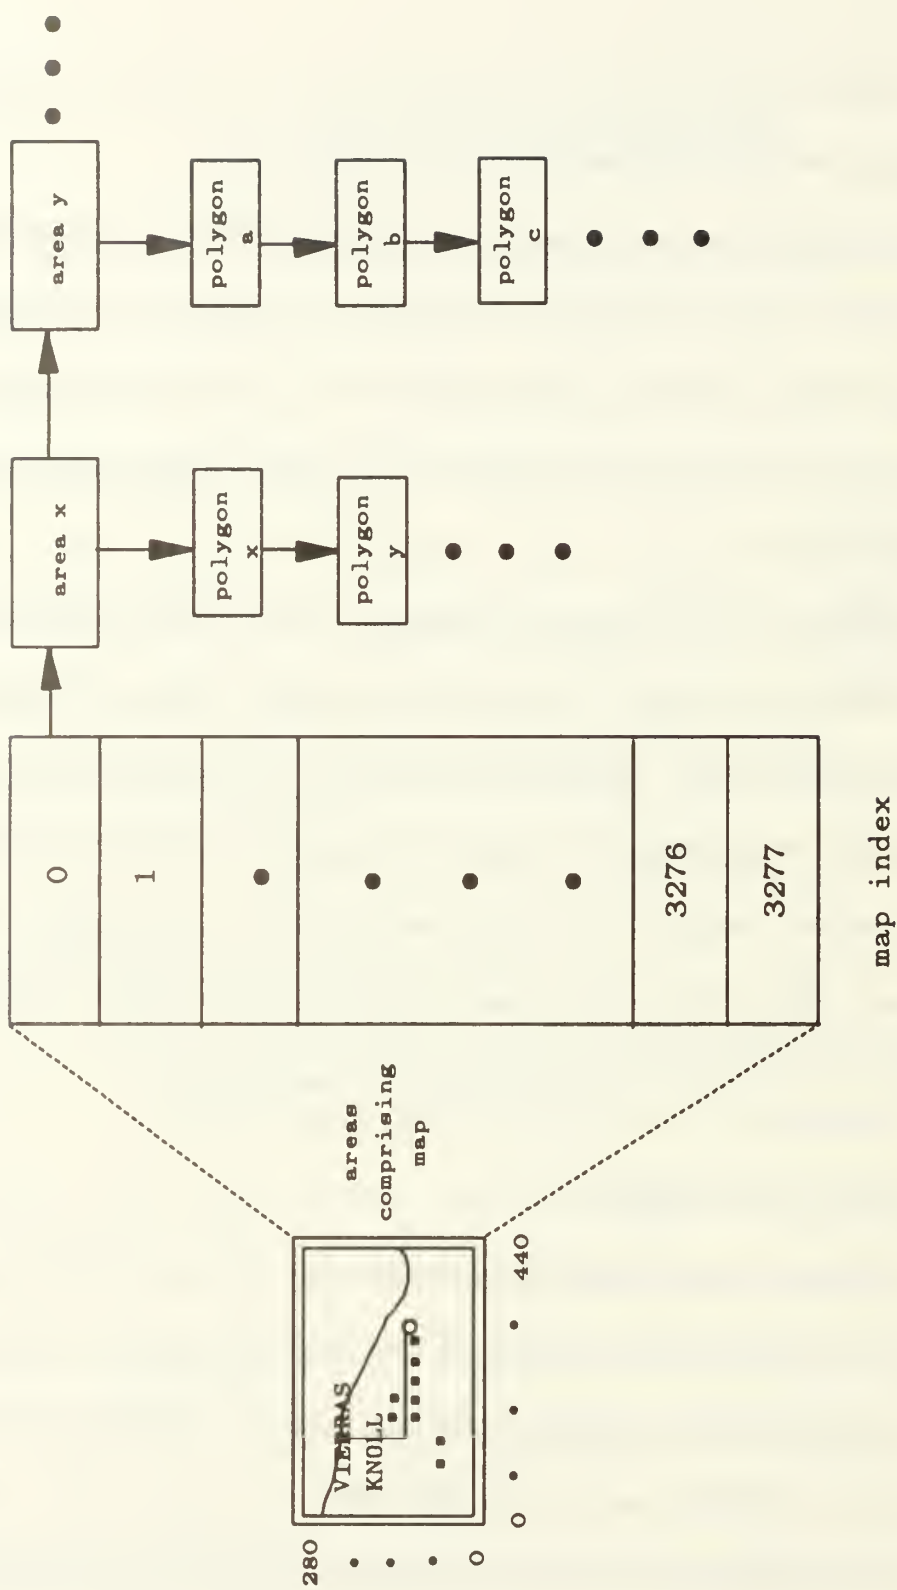 280
0
0
440
VIERRAS
KNOLL
areas
comprising
map
0
1
3276
3277
map index
area x
polygon
x
polygon
y
area y
polygon
a
polygon
b
polygon
c